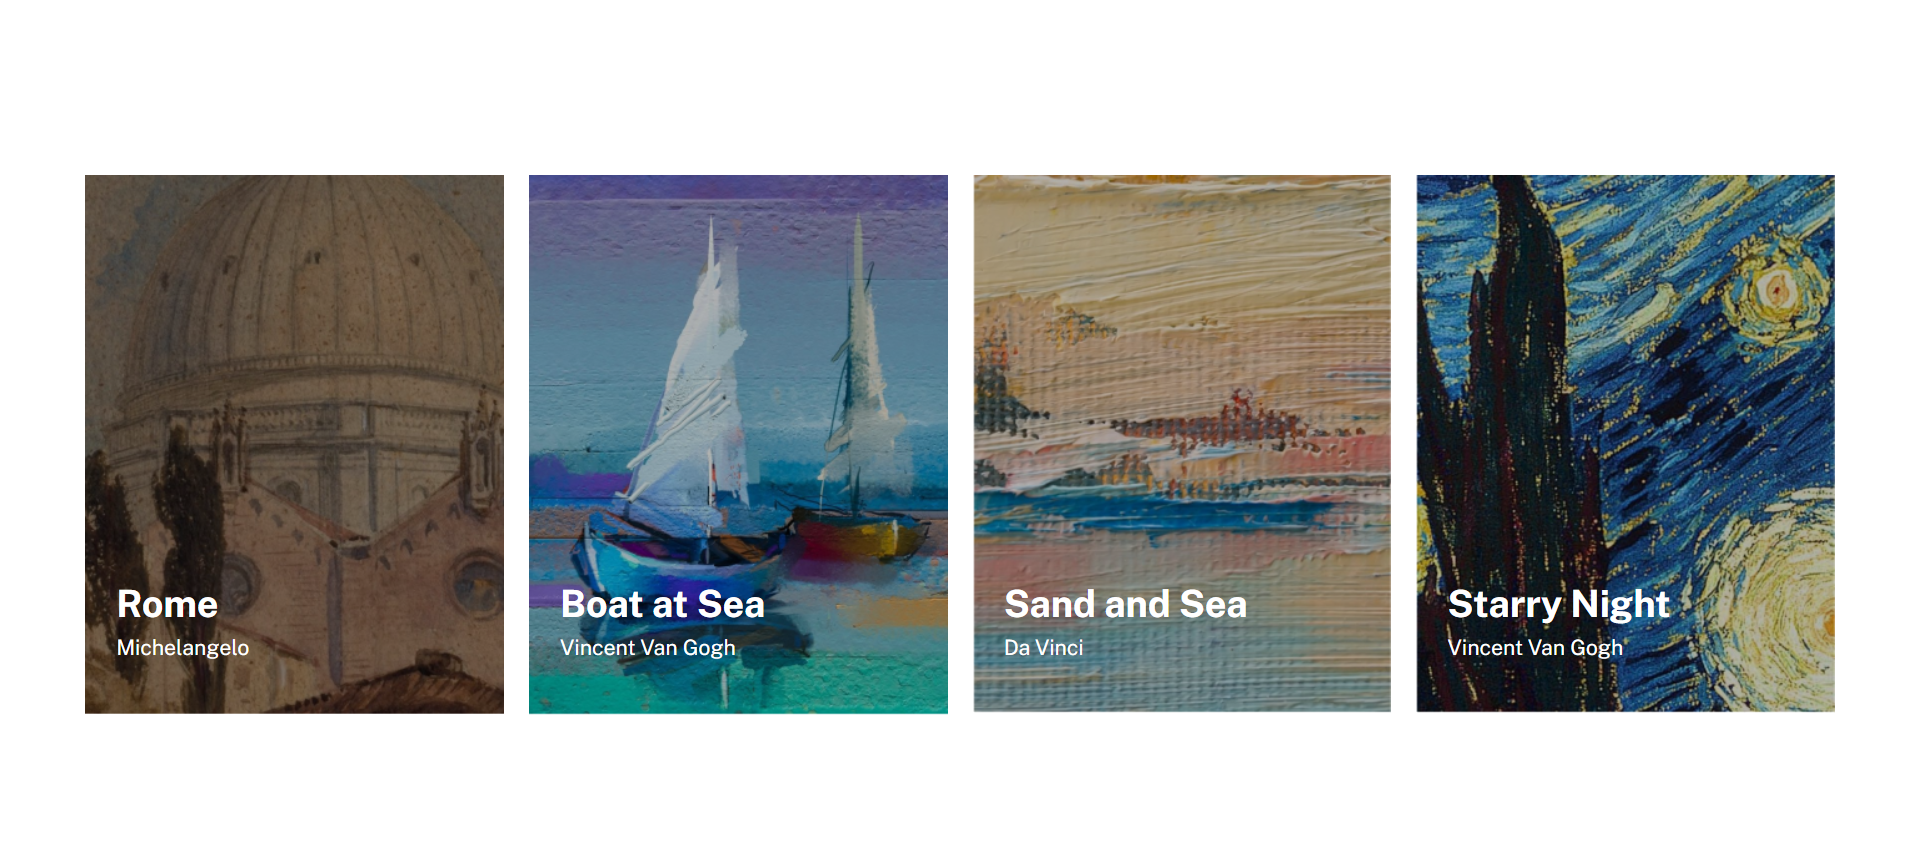 Rome
Michelangelo
Boat at Sea
Vincent Van Gogh
Sand and Sea
Da Vinci
Starry Night
Vincent Van Gogh